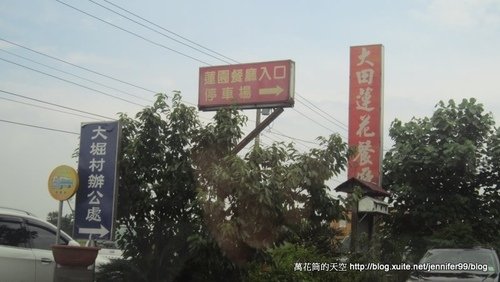 蓮園餐廳入口
停車場
大田蓮花餐廳
大堀村辦公處
萬花筒的天空 http://blog.xuite.net/jennifer99/blog